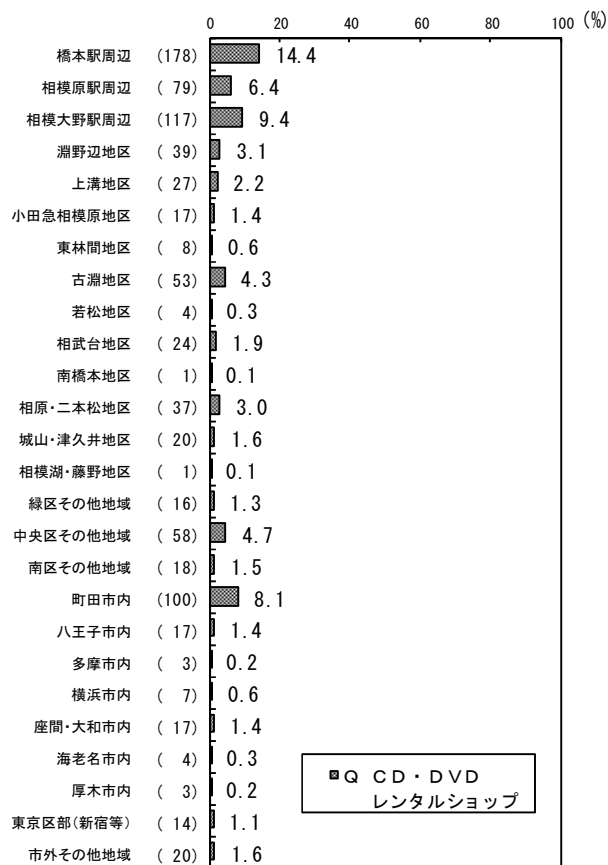 0 20 40 60 80 100 (%)
橋本駅周辺 (178) 14.4
相模原駅周辺 ( 79) 6.4
相模大野駅周辺 (117) 9.4
淵野辺地区 ( 39) 3.1
上溝地区 ( 27) 2.2
小田急相模原地区 ( 17) 1.4
東林間地区 ( 8) 0.6
古淵地区 ( 53) 4.3
若松地区 ( 4) 0.3
相武台地区 ( 24) 1.9
南橋本地区 ( 1) 0.1
相原・二本松地区 ( 37) 3.0
城山・津久井地区 ( 20) 1.6
相模湖・藤野地区 ( 1) 0.1
緑区その他地域 ( 16) 1.3
中央区その他地域 ( 58) 4.7
南区その他地域 ( 18) 1.5
町田市内 (100) 8.1
八王子市内 ( 17) 1.4
多摩市内 ( 3) 0.2
横浜市内 ( 7) 0.6
座間・大和市内 ( 17) 1.4
海老名市内 ( 4) 0.3
厚木市内 ( 3) 0.2
東京区部(新宿等) ( 14) 1.1
市外その他地域 ( 20) 1.6
Q CD・DVD
レンタルショップ